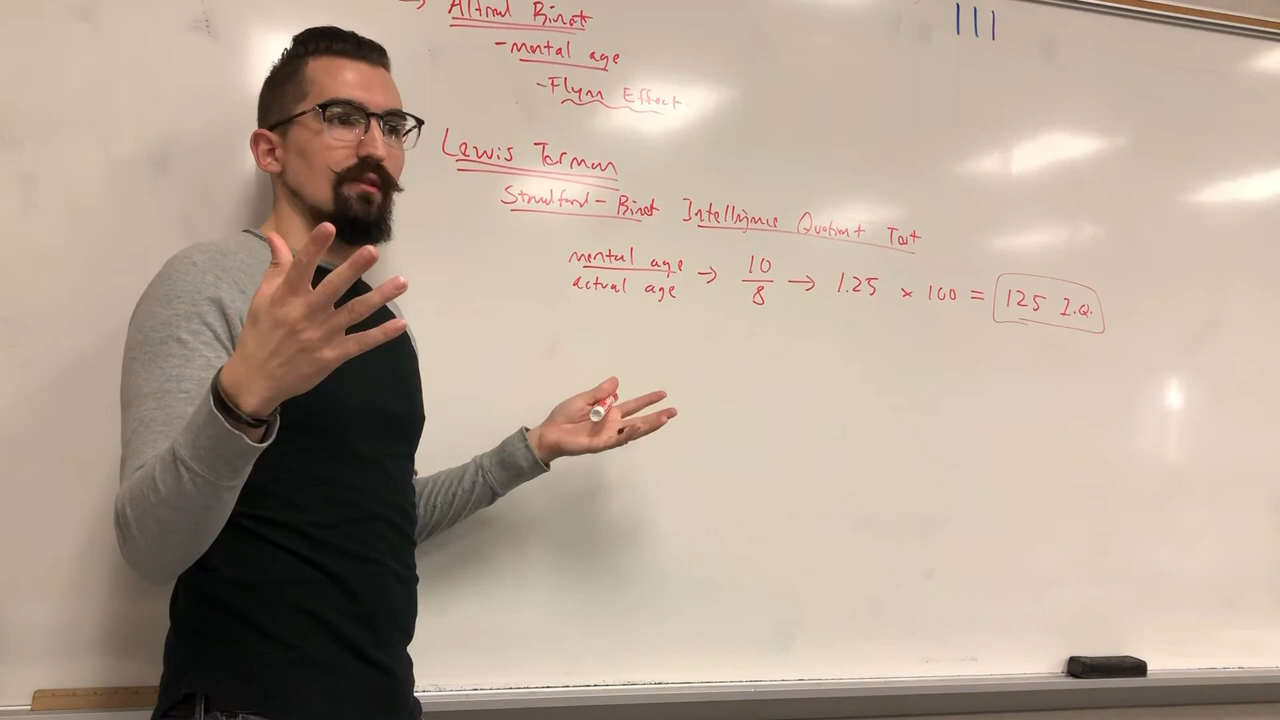 → Alfred Binet
- mental age
- Flynn Effect
|||
Lewis Terman
Stanford-Binet Intelligence Quotient Test
mental age / actual age → 10/8 → 1.25 × 100 = 125 I.Q.